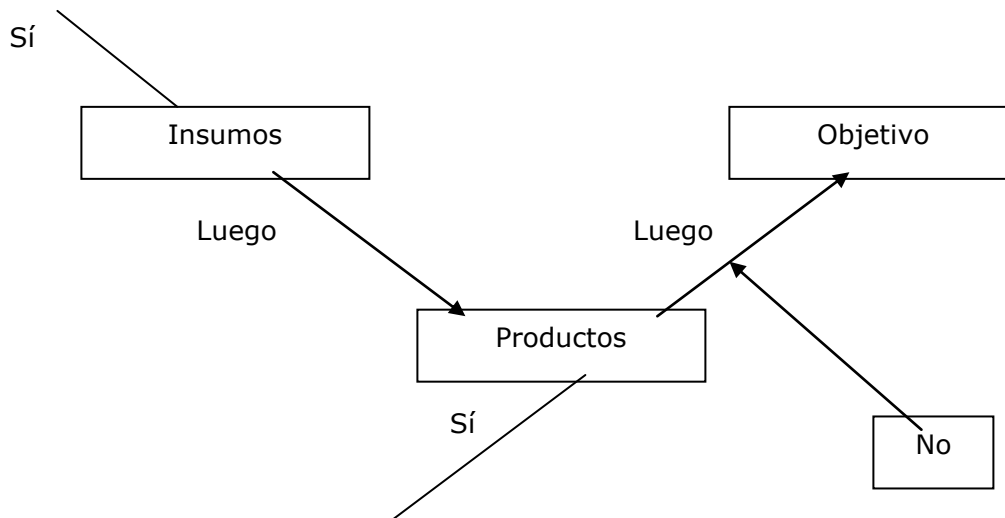 Sí
Insumos
Objetivo
Luego
Luego
Productos
Sí
No